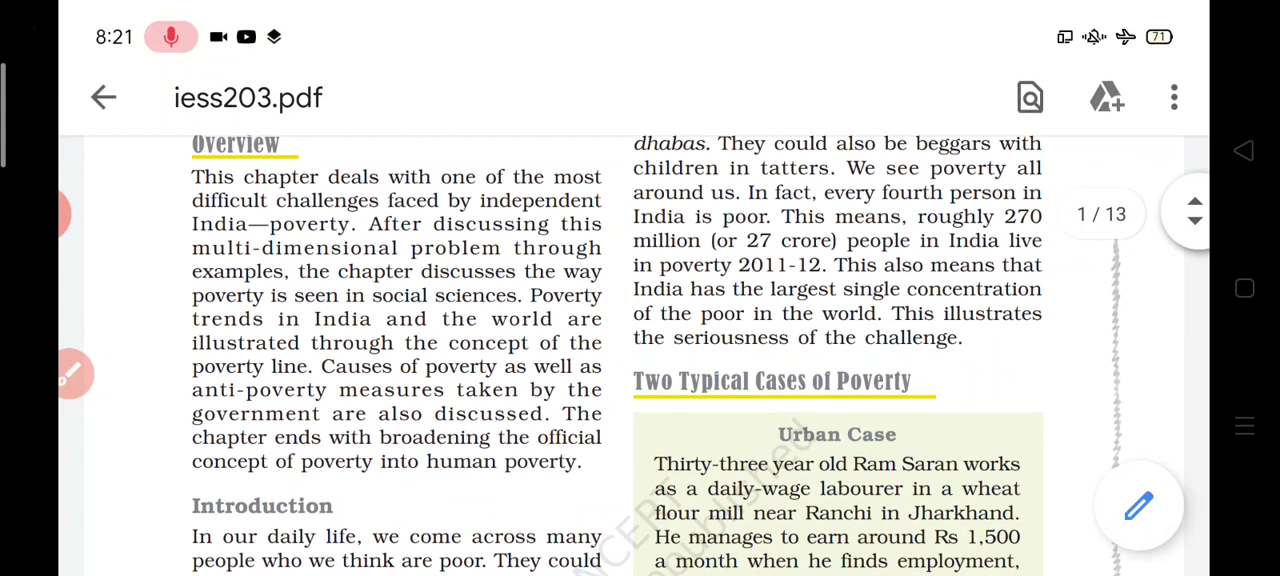 8:21
71
iess203.pdf
1 / 13
Overview
This chapter deals with one of the most
difficult challenges faced by independent
India—poverty. After discussing this
multi-dimensional problem through
examples, the chapter discusses the way
poverty is seen in social sciences. Poverty
trends in India and the world are
illustrated through the concept of the
poverty line. Causes of poverty as well as
anti-poverty measures taken by the
government are also discussed. The
chapter ends with broadening the official
concept of poverty into human poverty.
Introduction
In our daily life, we come across many
people who we think are poor. They could
dhabas. They could also be beggars with
children in tatters. We see poverty all
around us. In fact, every fourth person in
India is poor. This means, roughly 270
million (or 27 crore) people in India live
in poverty 2011-12. This also means that
India has the largest single concentration
of the poor in the world. This illustrates
the seriousness of the challenge.
Two Typical Cases of Poverty
Urban Case
Thirty-three year old Ram Saran works
as a daily-wage labourer in a wheat
flour mill near Ranchi in Jharkhand.
He manages to earn around Rs 1,500
a month when he finds employment,
NCERT
published